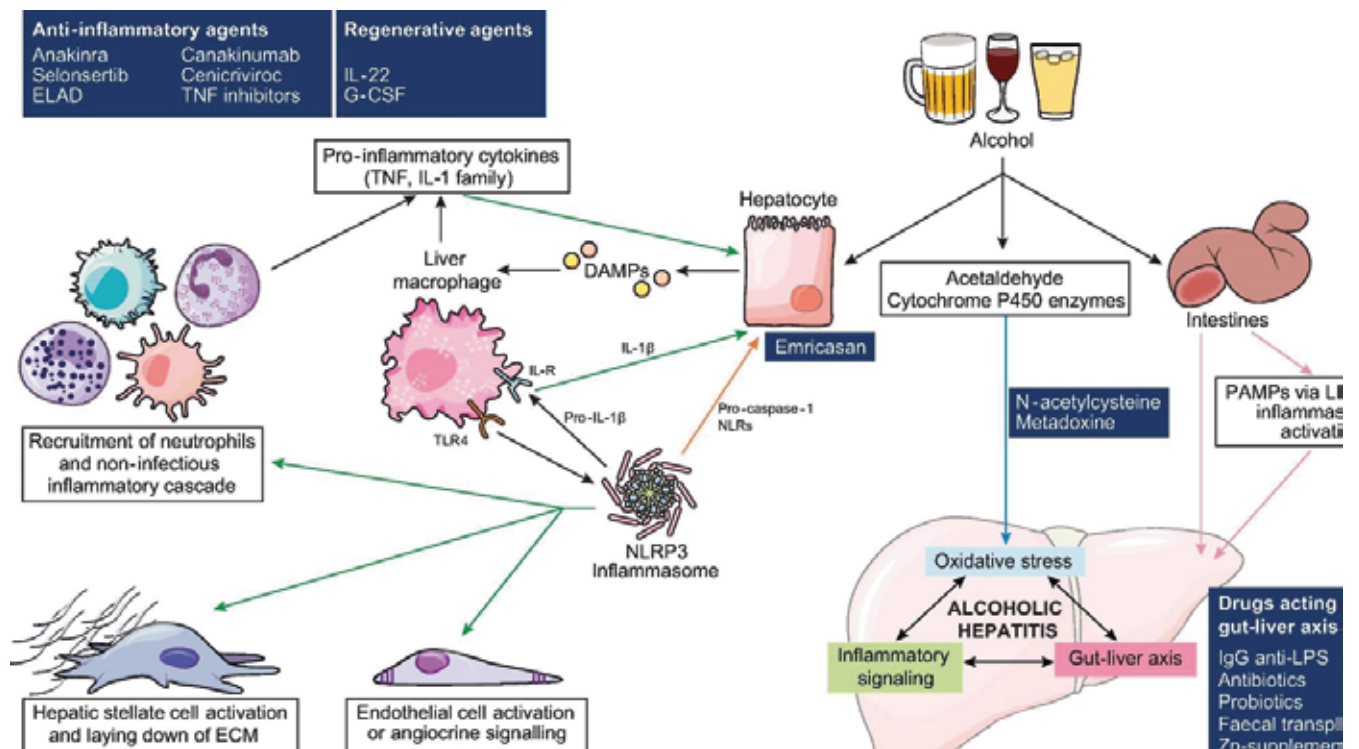 Anti-inflammatory agents
Anakinra Canakinumab
Selonsertib Cenicriviroc
ELAD TNF inhibitors
Regenerative agents
IL-22
G-CSF
Alcohol
Pro-inflammatory cytokines
(TNF, IL-1 family)
Hepatocyte
Liver
macrophage
DAMPs
Acetaldehyde
Cytochrome P450 enzymes
Intestines
Emricasan
IL-1β
IL-R
Pro-IL-1β
TLR4
Pro-caspase-1
NLRs
N-acetylcysteine
Metadoxine
PAMPs via
Recruitment of neutrophils
and non-infectious
inflammatory cascade
NLRP3
Inflammasome
Oxidative stress
ALCOHOLIC
HEPATITIS
Inflammatory
signaling
Gut-liver axis
Drugs acting
gut-liver axis
IgG anti-LPS
Antibiotics
Probiotics
Faecal
Hepatic stellate cell activation
and laying down of ECM
Endothelial cell activation
or angiocrine signalling